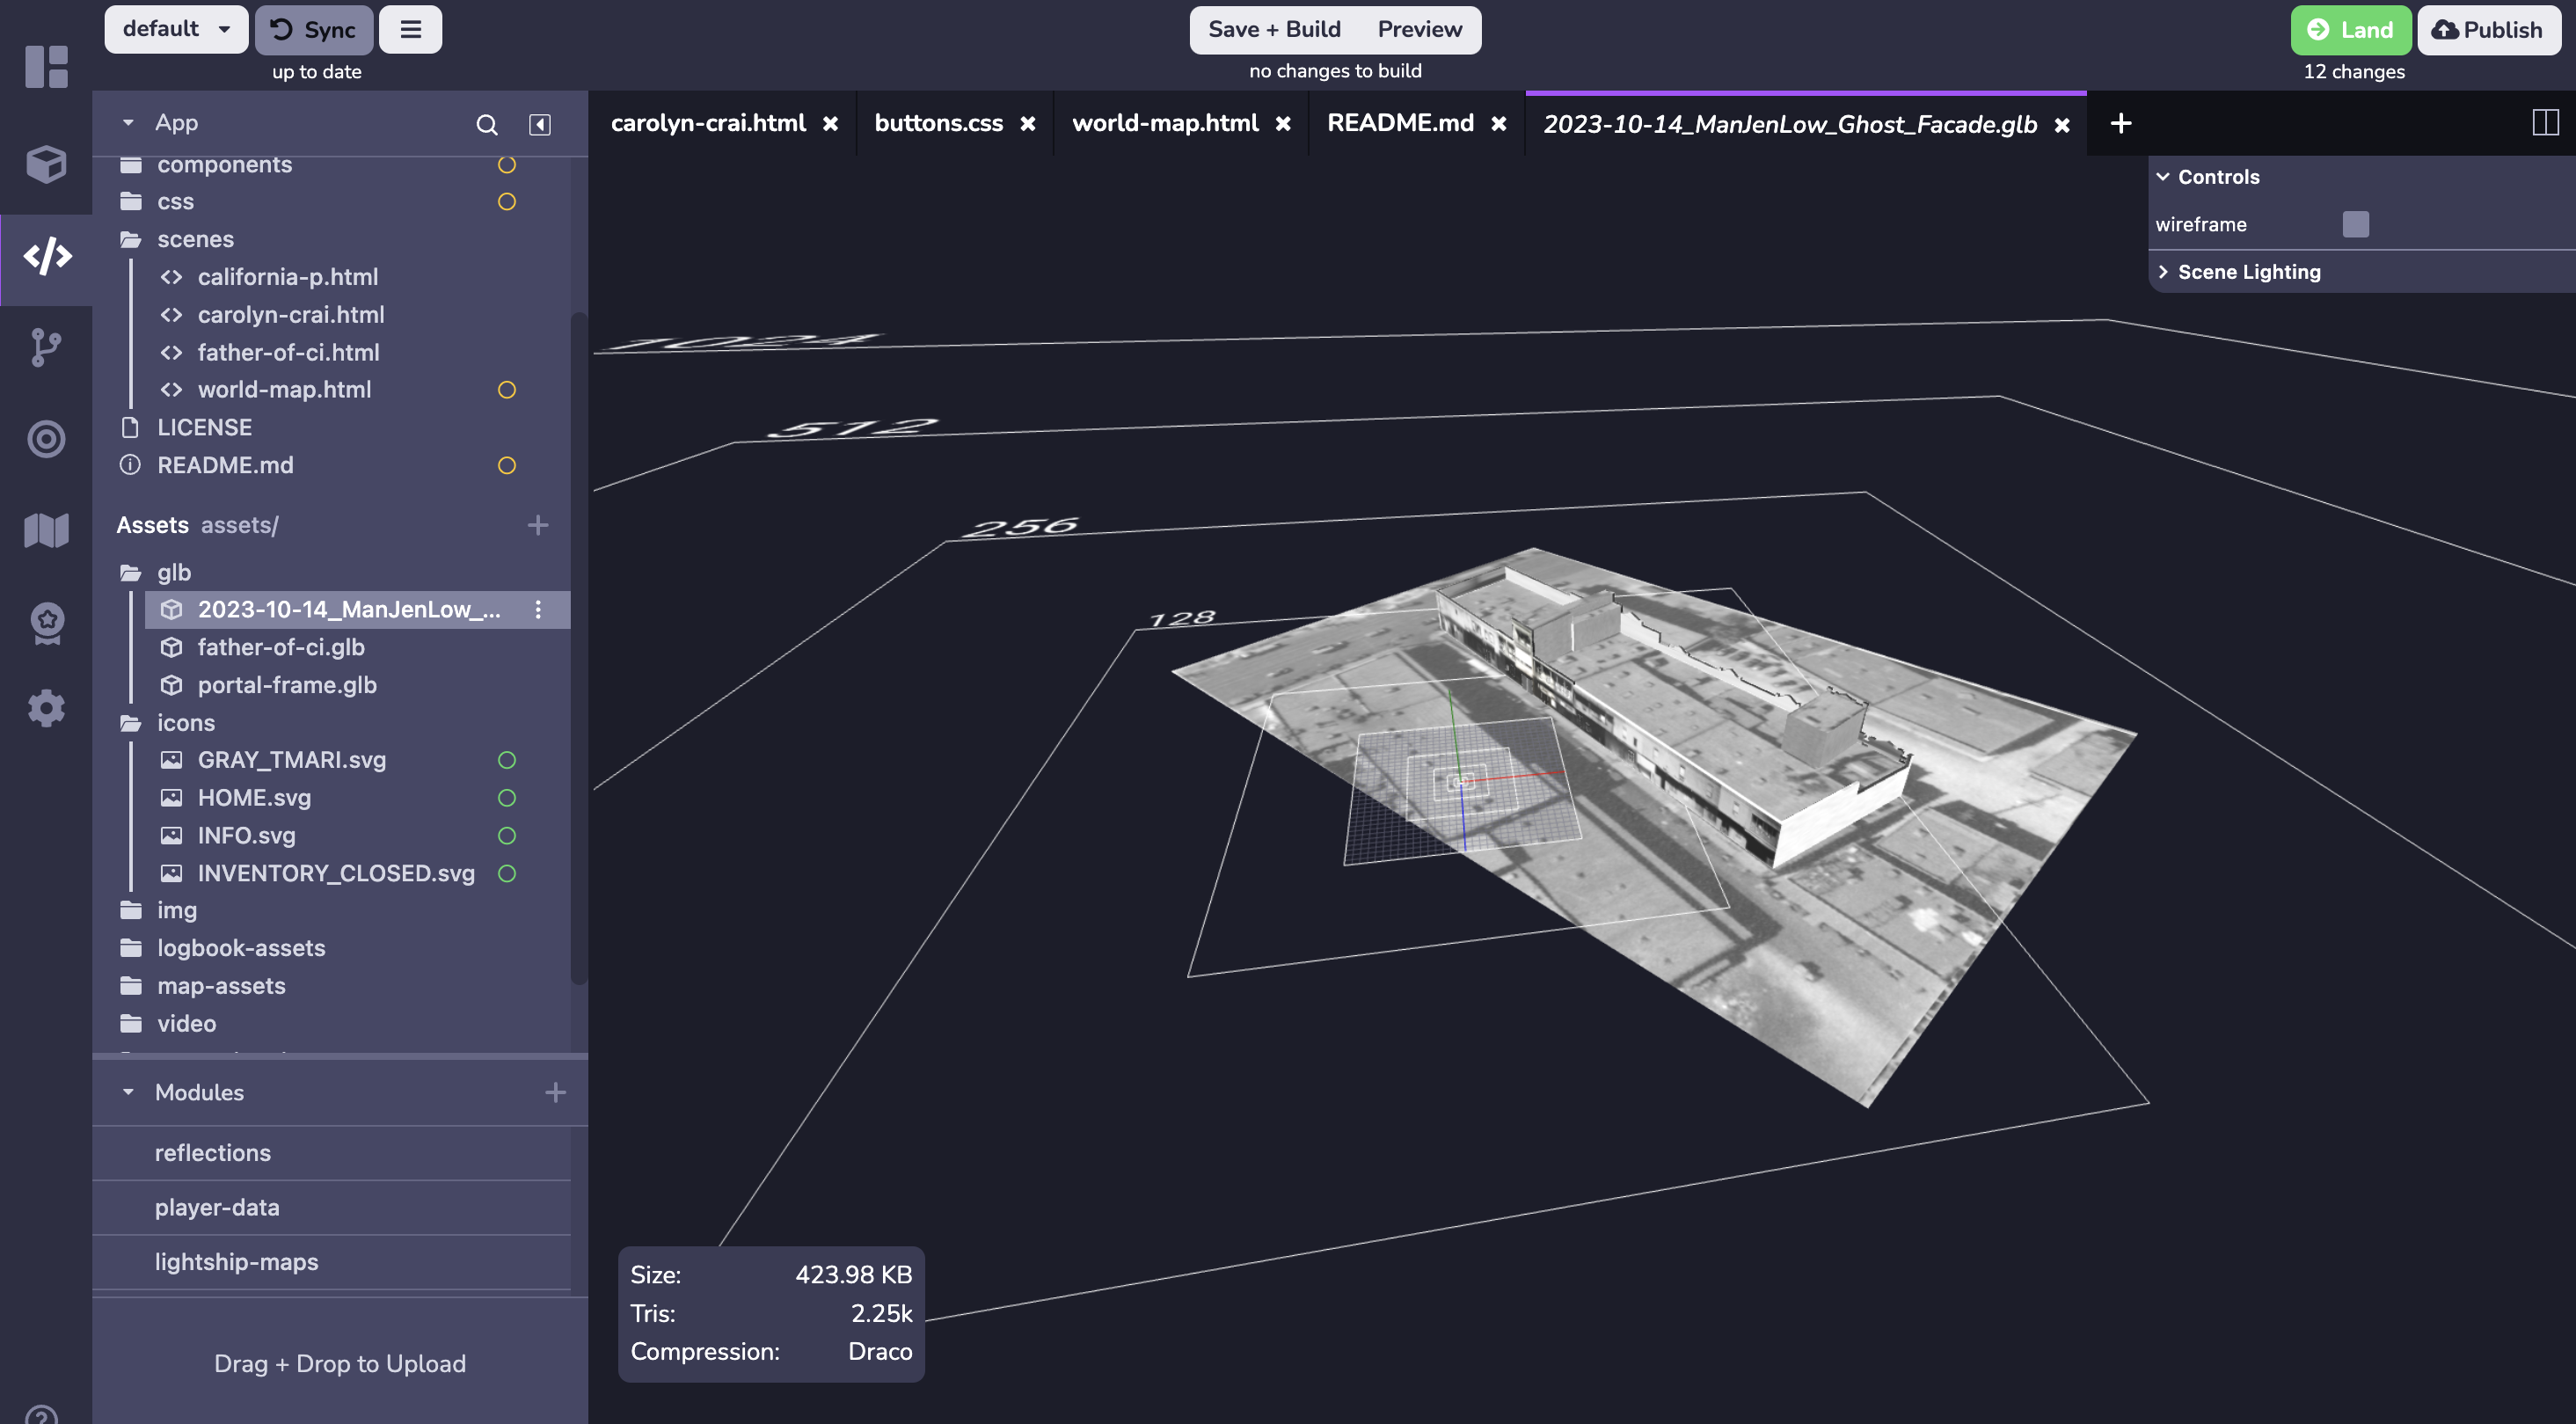 default
Sync
up to date
Save + Build
Preview
no changes to build
Land
12 changes
Publish
App
components
css
scenes
california-p.html
carolyn-crai.html
father-of-ci.html
world-map.html
LICENSE
README.md
Assets assets/
glb
2023-10-14_ManJenLow_...
father-of-ci.glb
portal-frame.glb
icons
GRAY_TMARI.svg
HOME.svg
INFO.svg
INVENTORY_CLOSED.svg
img
logbook-assets
map-assets
video
Modules
reflections
player-data
lightship-maps
Drag + Drop to Upload
carolyn-crai.html
buttons.css
world-map.html
README.md
2023-10-14_ManJenLow_Ghost_Facade.glb
Controls
wireframe
Scene Lighting
1024
512
256
128
Size: 423.98 KB
Tris: 2.25k
Compression: Draco